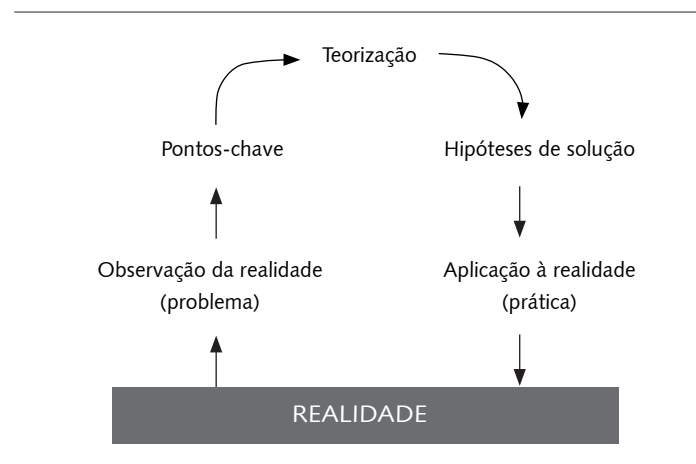 Teorização
Pontos-chave
Hipóteses de solução
Observação da realidade
(problema)
Aplicação à realidade
(prática)
REALIDADE